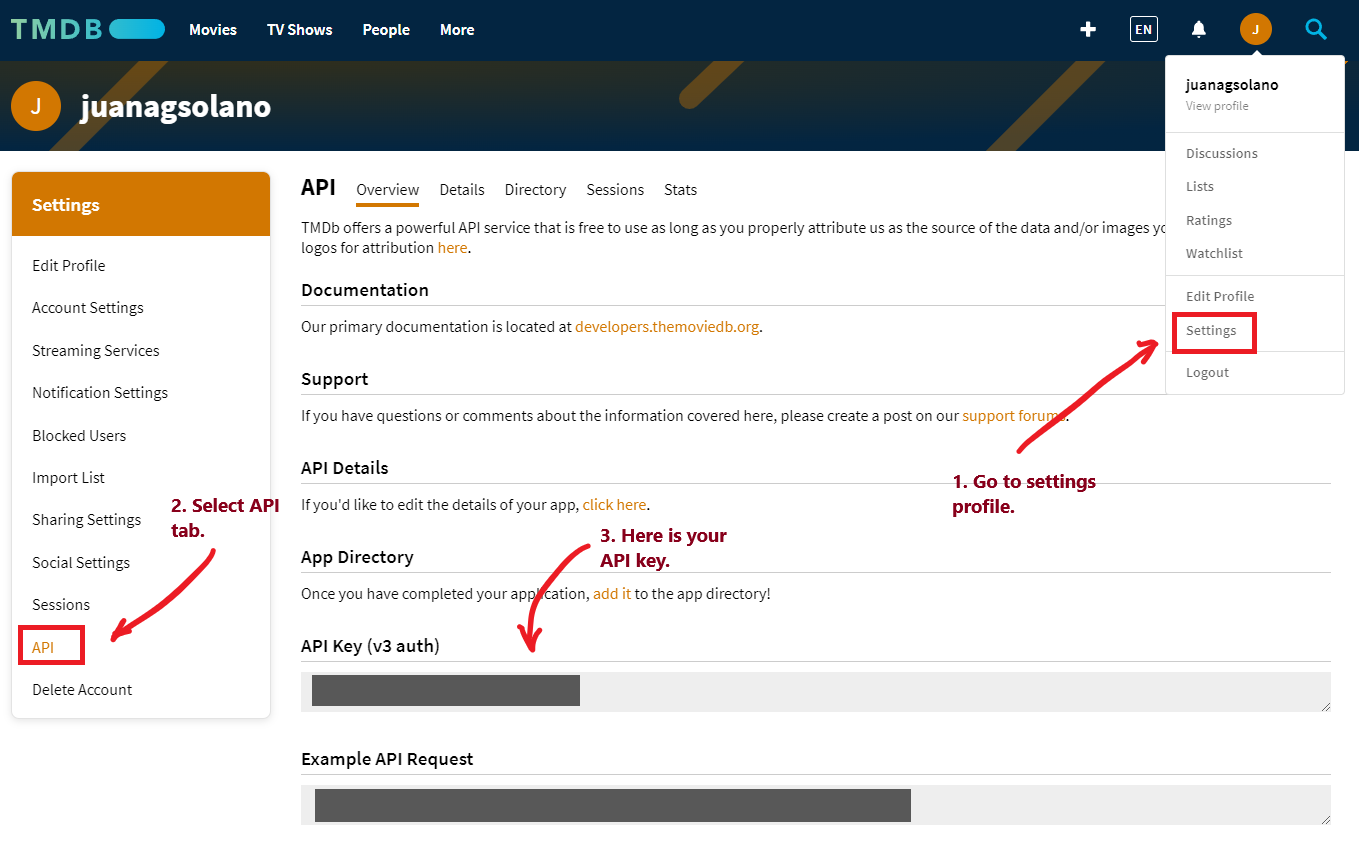 TMDB
Movies TV Shows People More
EN
J
J
juanagsolano
juanagsolano
View profile
Discussions
Lists
Ratings
Watchlist
Edit Profile
Settings
Logout
Settings
Edit Profile
Account Settings
Streaming Services
Notification Settings
Blocked Users
Import List
Sharing Settings
Social Settings
Sessions
API
Delete Account
2. Select API
tab.
API Overview Details Directory Sessions Stats
TMDb offers a powerful API service that is free to use as long as you properly attribute us as the source of the data and/or images
logos for attribution here.
Documentation
Our primary documentation is located at developers.themoviedb.org.
Support
If you have questions or comments about the information covered here, please create a post on our support forums.
1. Go to settings
profile.
API Details
If you'd like to edit the details of your app, click here.
3. Here is your
API key.
App Directory
Once you have completed your application, add it to the app directory!
API Key (v3 auth)
Example API Request